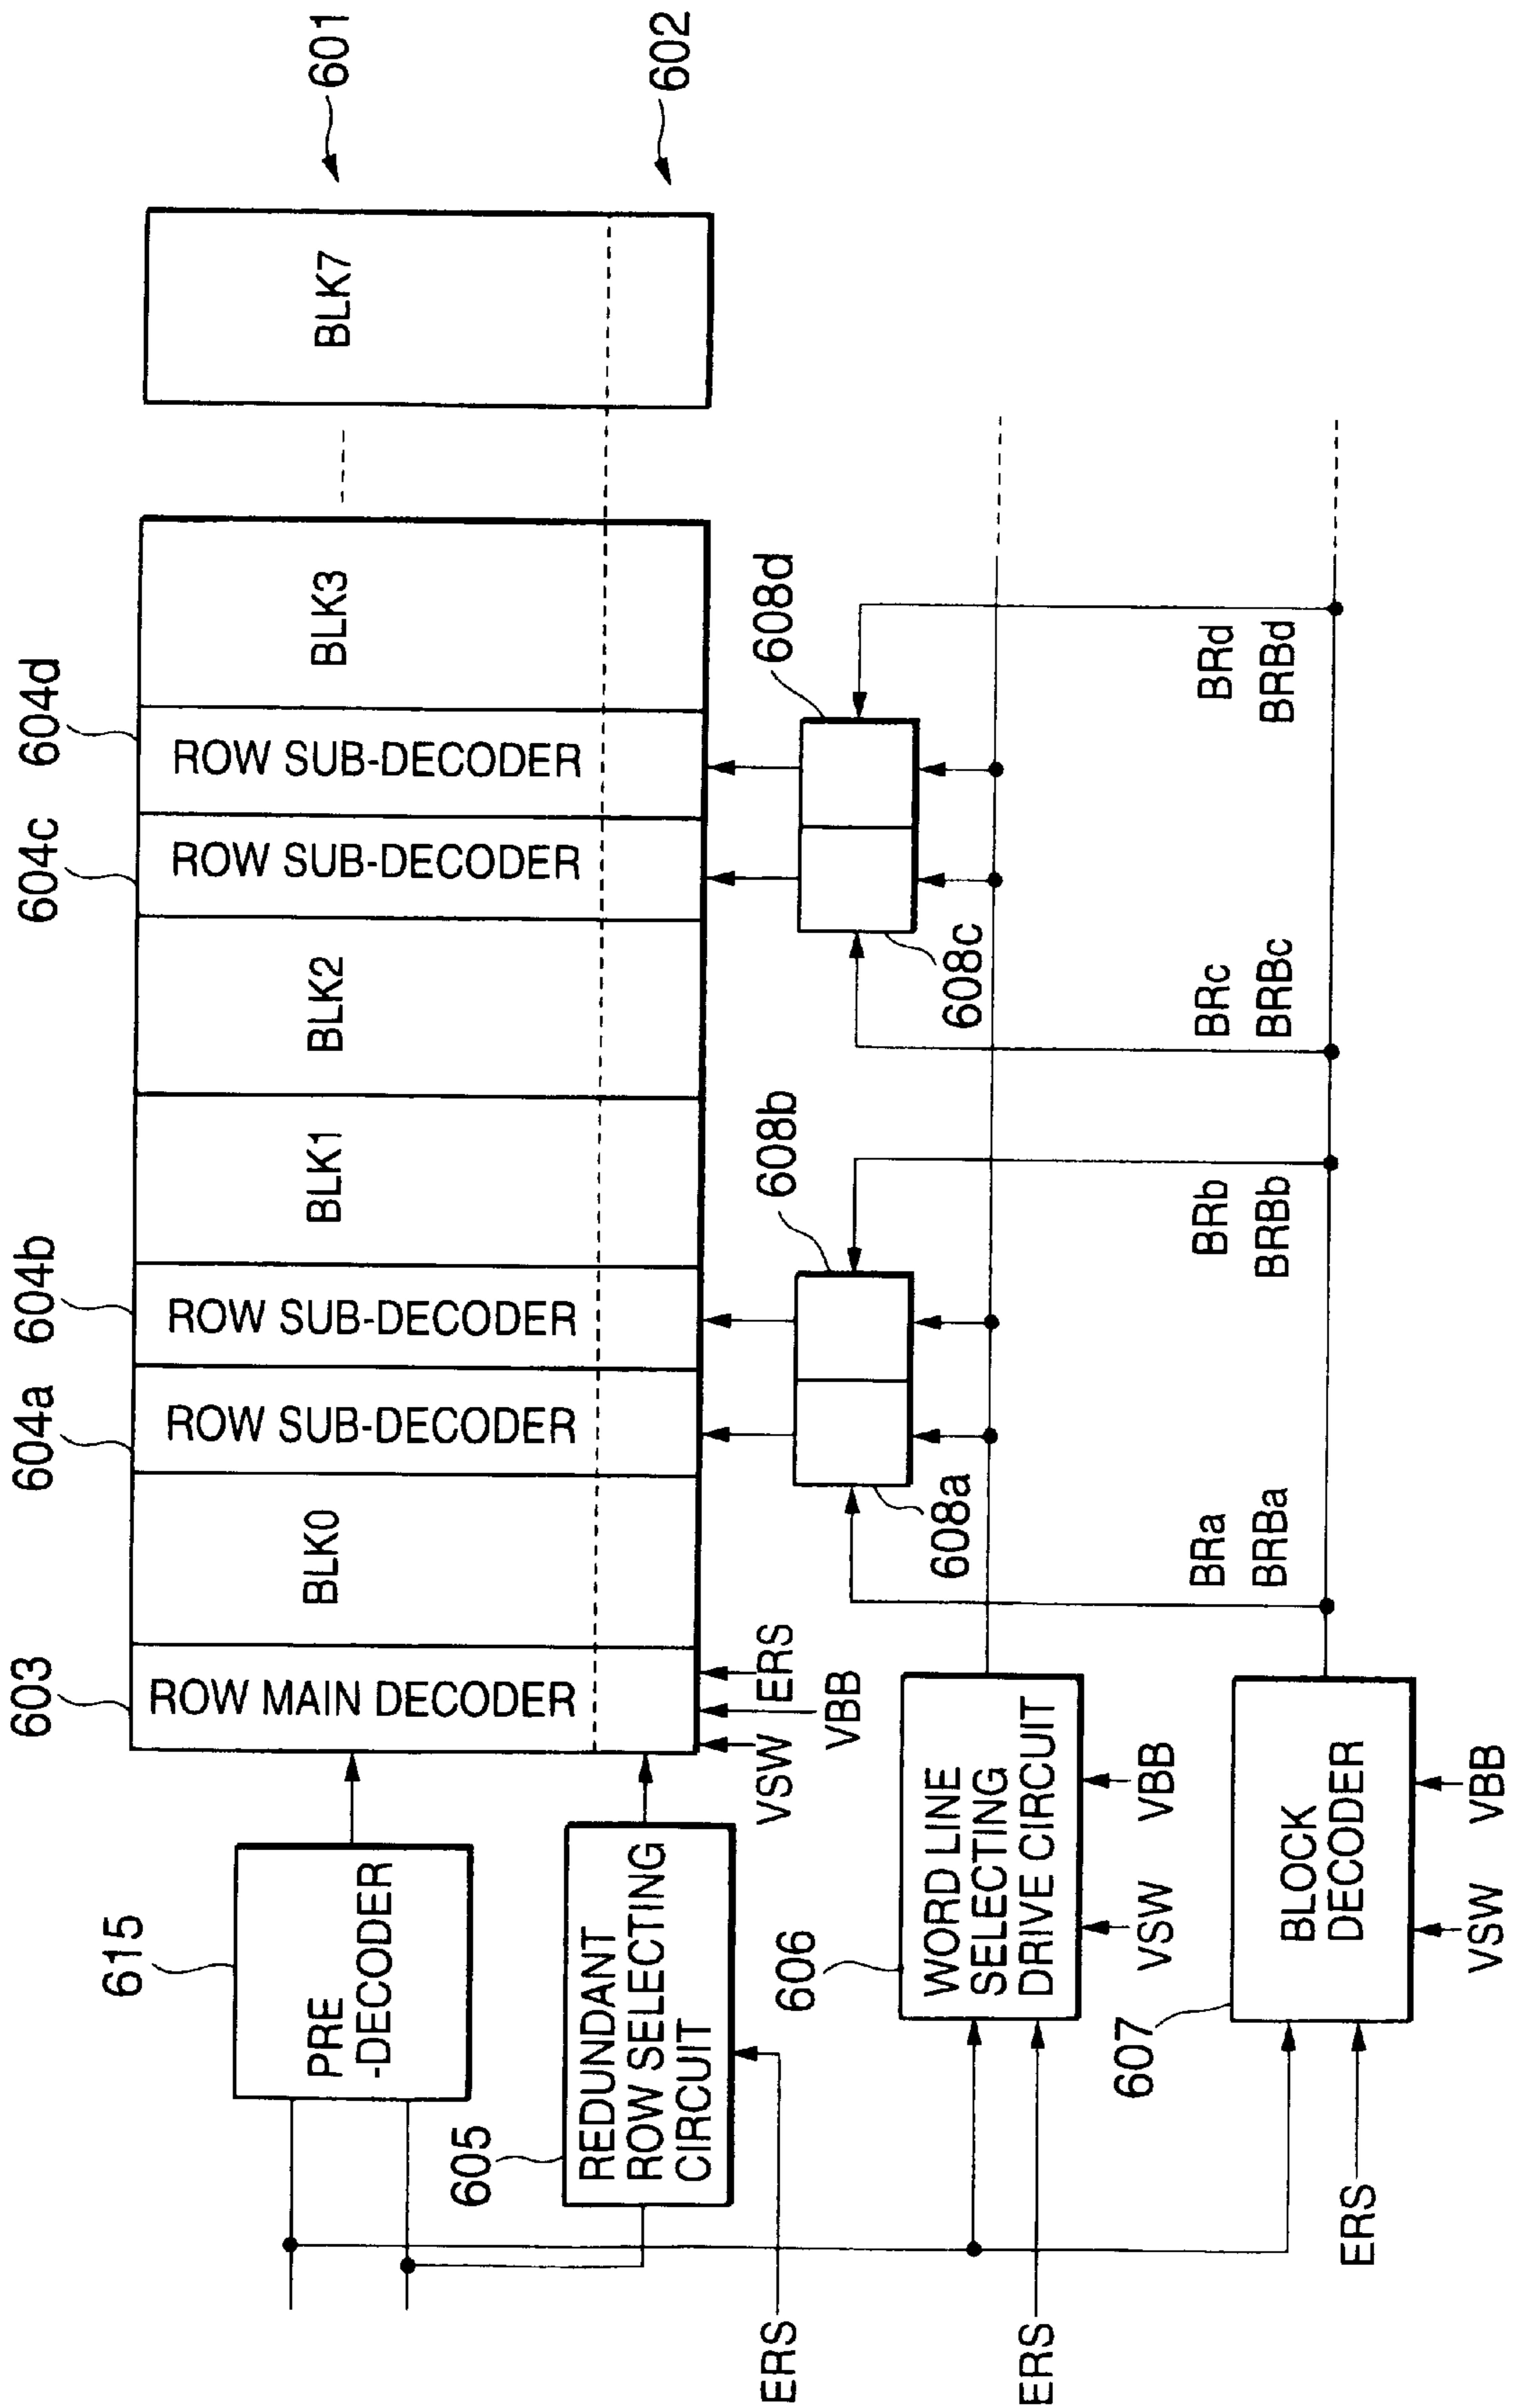 601
602
BLK7
604d
608d
BLK3
ROW SUB-DECODER
BRd
BRBd
604c
ROW SUB-DECODER
608c
BLK2
BRc
BRBc
608b
BLK1
BRb
BRBb
604b
ROW SUB-DECODER
604a
ROW SUB-DECODER
608a
BLK0
BRa
BRBa
603
ROW MAIN DECODER
ERS
VBB
VSW
615
PRE
-DECODER
605
REDUNDANT
ROW SELECTING
CIRCUIT
ERS
606
WORD LINE
SELECTING
DRIVE CIRCUIT
VBB
VSW
ERS
607
BLOCK
DECODER
VBB
VSW
ERS